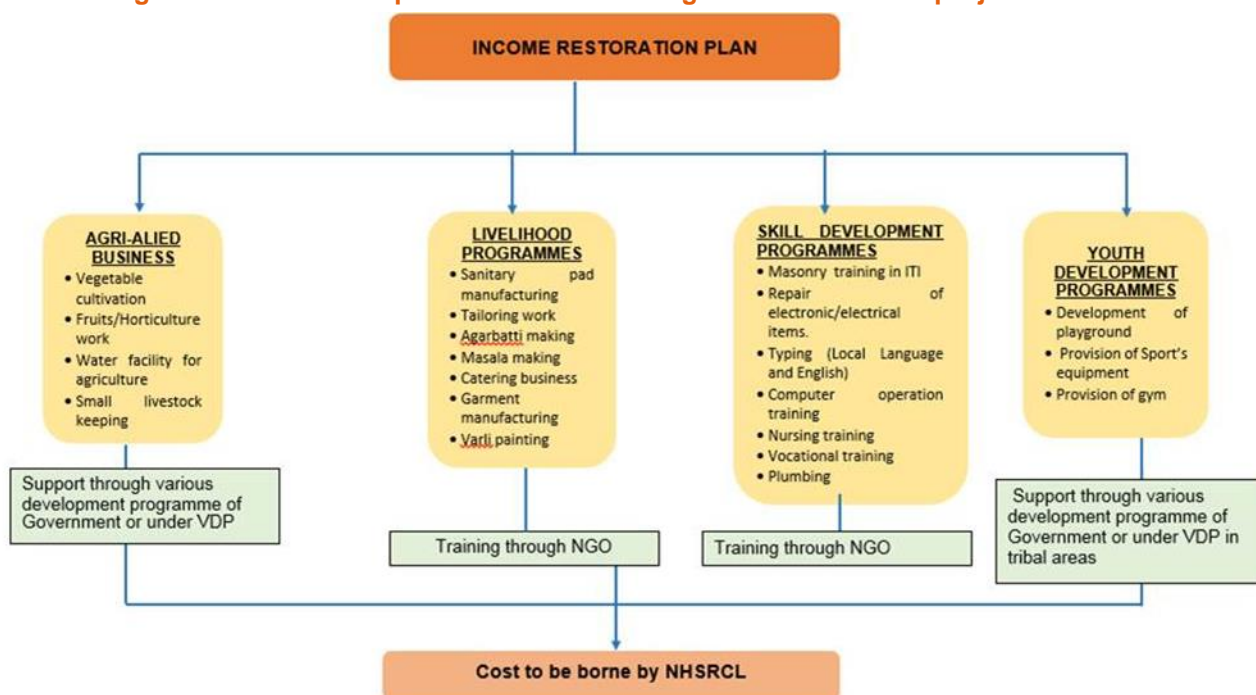 INCOME RESTORATION PLAN
AGRI-ALIED
BUSINESS
• Vegetable
cultivation
• Fruits/Horticulture
work
• Water facility for
agriculture
• Small livestock
keeping
LIVELIHOOD
PROGRAMMES
• Sanitary pad
manufacturing
• Tailoring work
• Agarbatti making
• Masala making
• Catering business
• Garment
manufacturing
• Varli painting
SKILL DEVELOPMENT
PROGRAMMES
• Masonry training in ITI
• Repair of
electronic/electrical
items.
• Typing (Local Language
and English)
• Computer operation
training
• Nursing training
• Vocational training
• Plumbing
YOUTH
DEVELOPMENT
PROGRAMMES
• Development of
playground
• Provision of Sport's
equipment
• Provision of gym
Support through various
development programme of
Government or under VDP
Training through NGO
Training through NGO
Support through various
development programme of
Government or under VDP in
tribal areas
Cost to be borne by NHSRCL